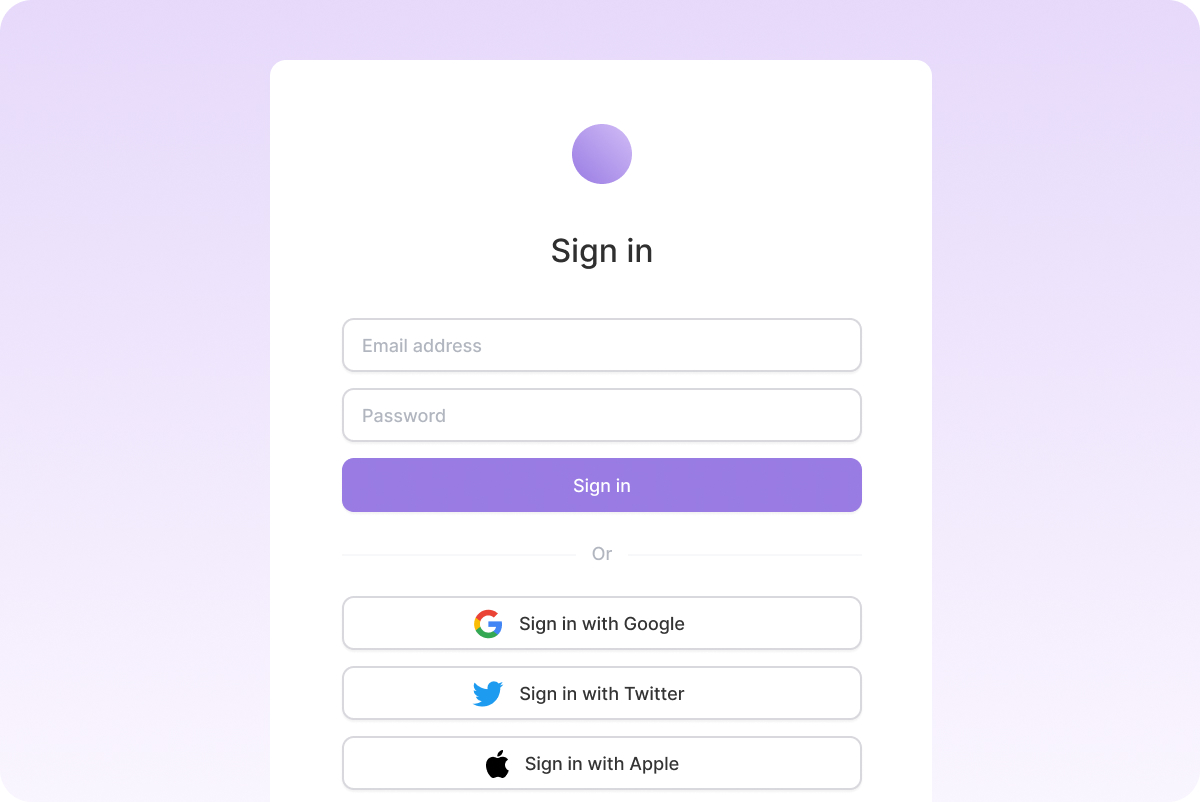 Sign in
Email address
Password
Sign in
Or
Sign in with Google
Sign in with Twitter
Sign in with Apple